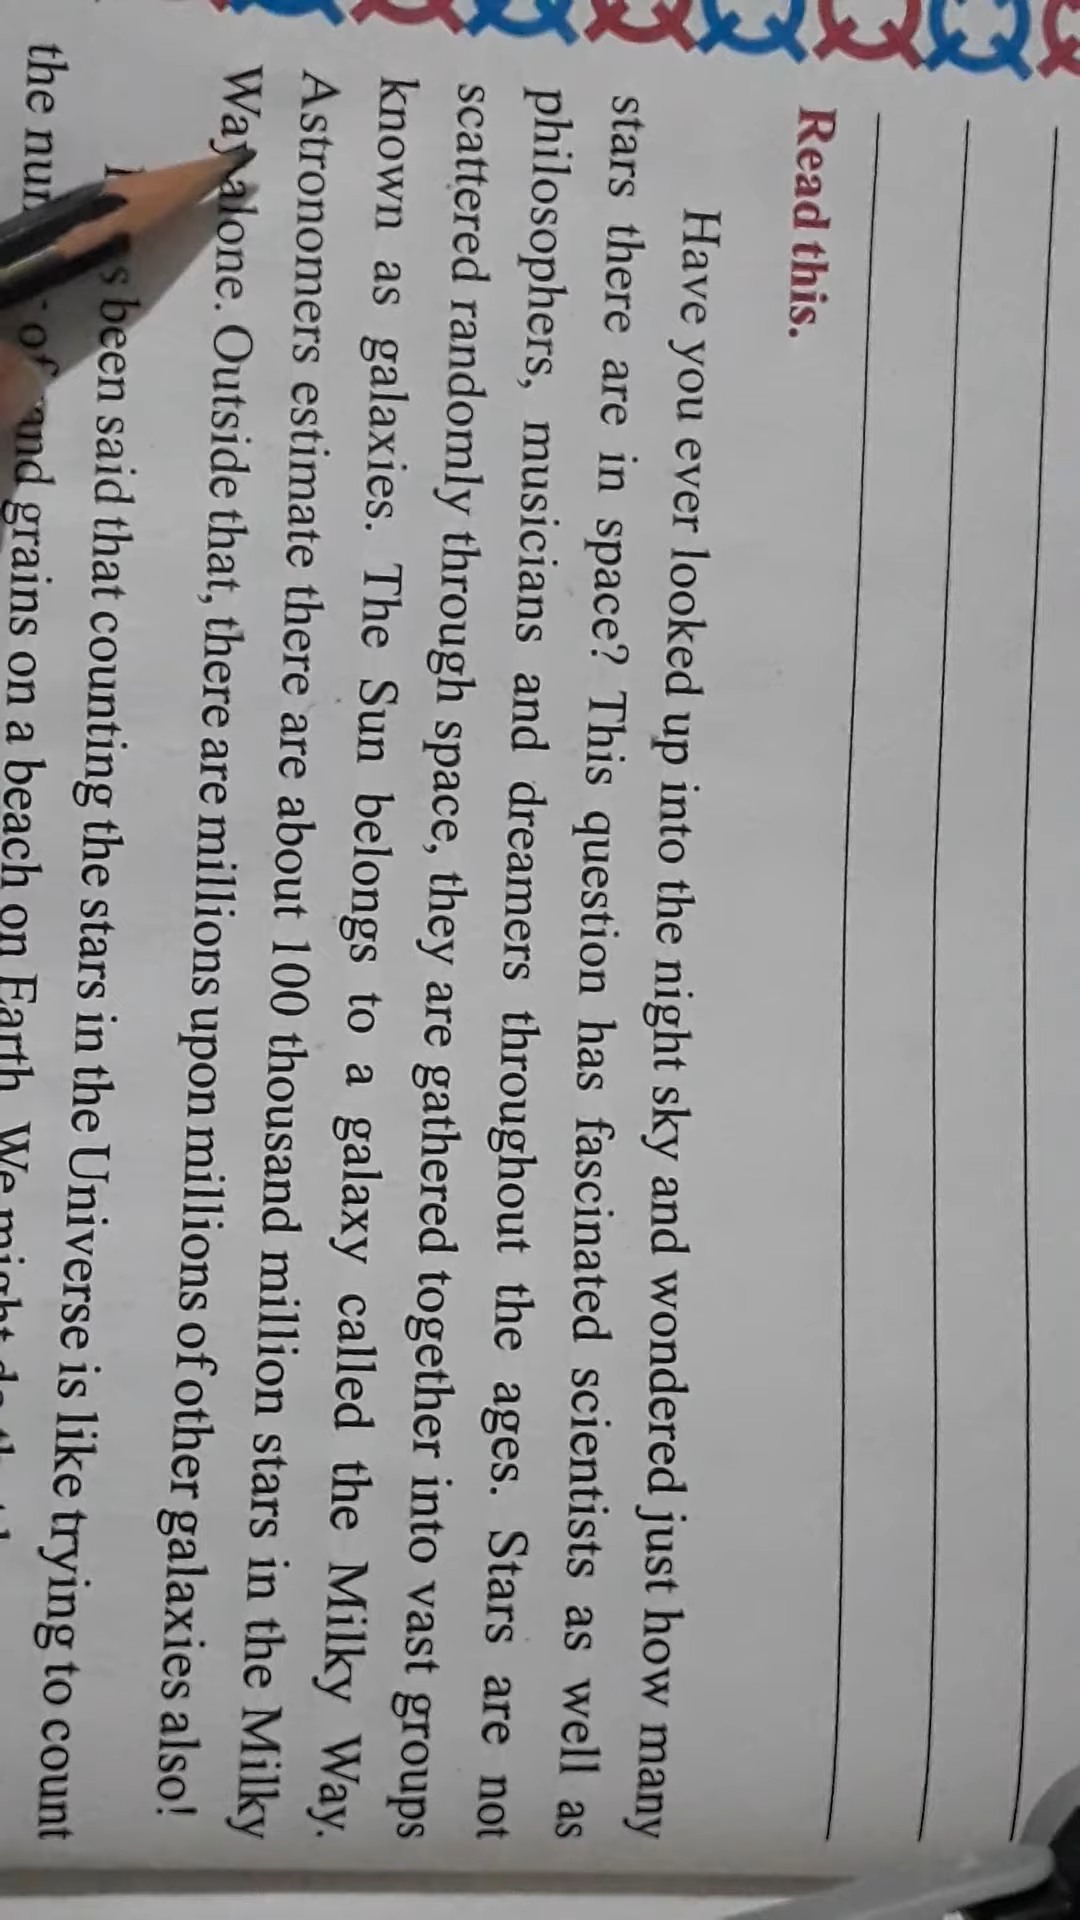 Read this.
Have you ever looked up into the night sky and wondered just how many
stars there are in space? This question has fascinated scientists as well as
philosophers, musicians and dreamers throughout the ages. Stars are not
scattered randomly through space, they are gathered together into vast groups
known as galaxies. The Sun belongs to a galaxy called the Milky Way.
Astronomers estimate there are about 100 thousand million stars in the Milky
Way alone. Outside that, there are millions upon millions of other galaxies also!
been said that counting the stars in the Universe is like trying to count
the of grains on a beach on Earth. We might